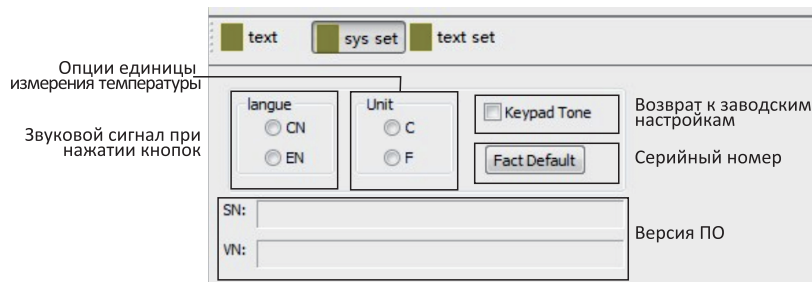 text sys set text set
Опции единицы
измерения температуры
Звуковой сигнал при
нажатии кнопок
langue
CN
EN
Unit
C
F
Keypad Tone
Fact Default
Возврат к заводским
настройкам
Серийный номер
SN:
VN:
Версия ПО